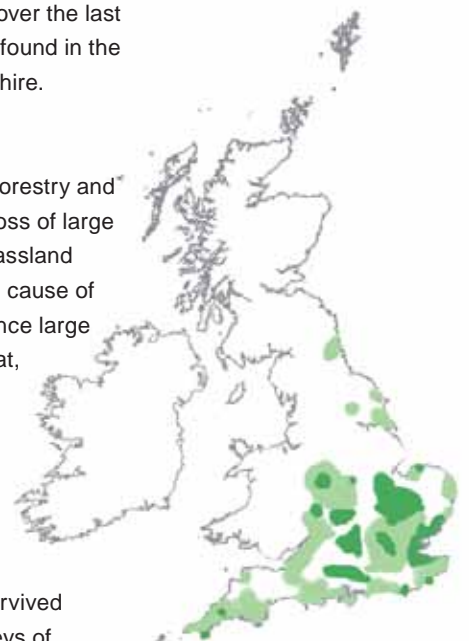 over the last
found in the
hire.
orestry and
oss of large
assland
cause of
nce large
at,
rvived
eys of